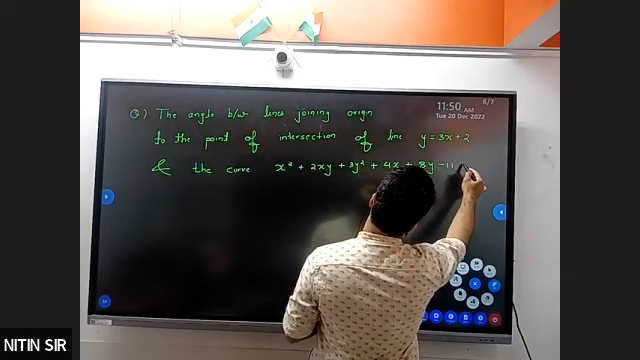 6/7
11:50 AM
Tue 20 Dec 2022
Q.) The angle b/w lines joining origin
to the point of intersection of line y = 3x + 2
& the curve x² + 2xy + 3y² + 4x + 8y - 11
NITIN SIR